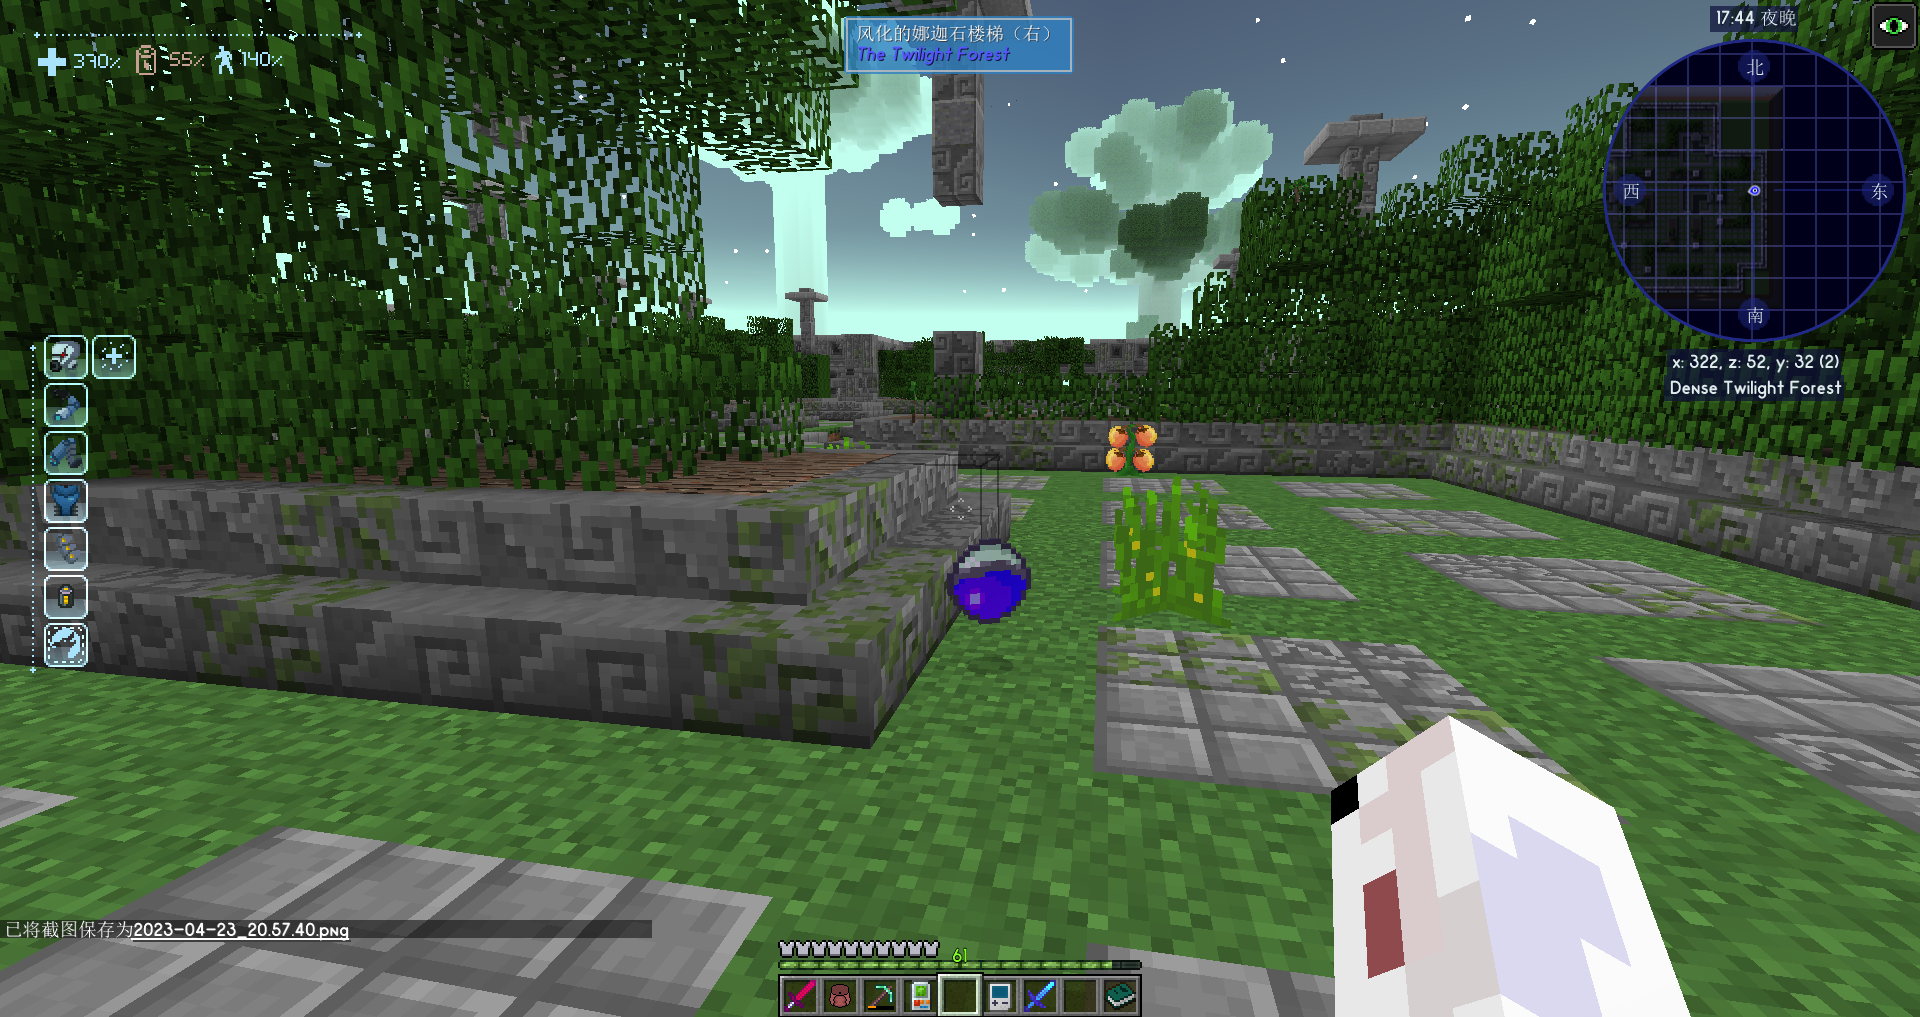 风化的娜迦石楼梯（右）
The Twilight Forest
17:44 夜晚
370%
55%
140%
北
西
东
南
x: 322, z: 52, y: 32 (2)
Dense Twilight Forest
已将截图保存为2023-04-23_20.57.40.png
61